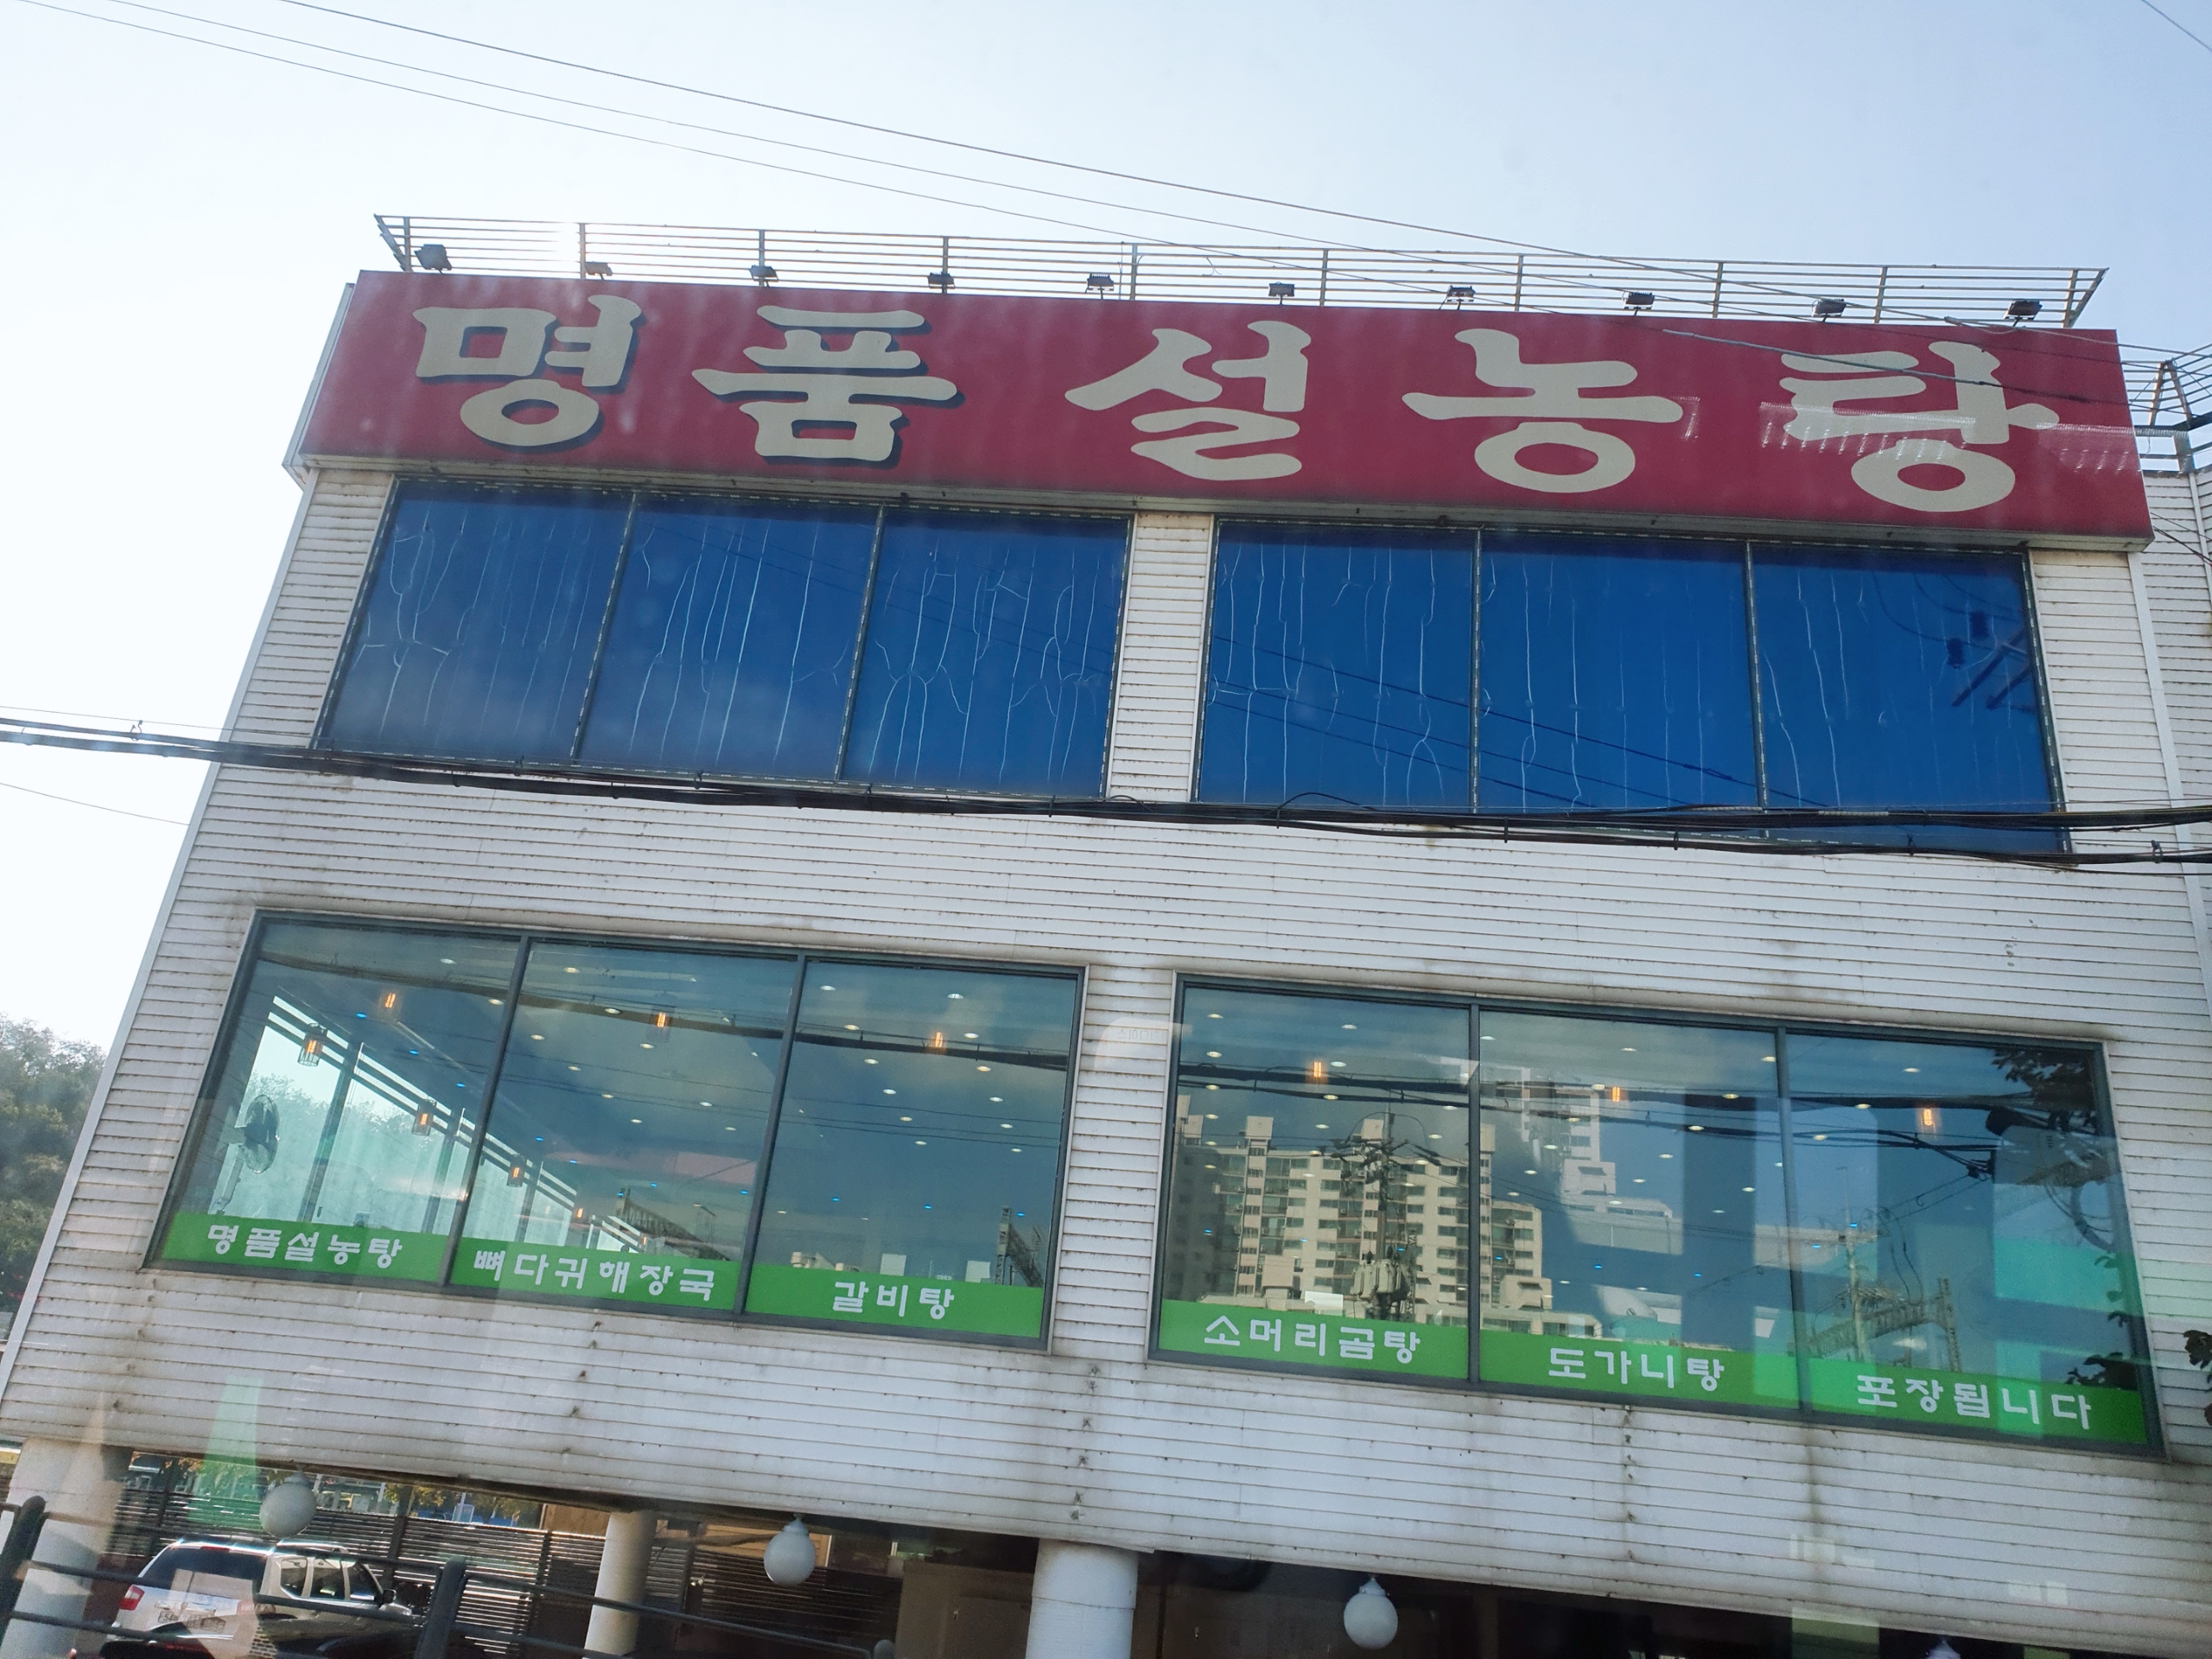 명품설농탕
명품설농탕
뼈다귀해장국
갈비탕
소머리곰탕
도가니탕
포장됩니다